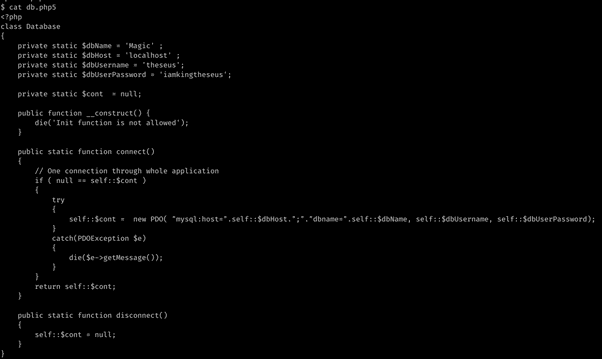 $ cat db.php5
<?php
class Database
{
    private static $dbName = 'Magic' ;
    private static $dbHost = 'localhost' ;
    private static $dbUsername = 'theseus';
    private static $dbUserPassword = 'iamkingtheseus';

    private static $cont  = null;

    public function __construct() {
        die('Init function is not allowed');
    }

    public static function connect()
    {
        // One connection through whole application
        if ( null == self::$cont )
        {
            try
            {
                self::$cont =  new PDO( "mysql:host=".self::$dbHost.";"."dbname=".self::$dbName, self::$dbUsername, self::$dbUserPassword);
            }
            catch(PDOException $e)
            {
                die($e->getMessage());
            }
        }
        return self::$cont;
    }

    public static function disconnect()
    {
        self::$cont = null;
    }
}